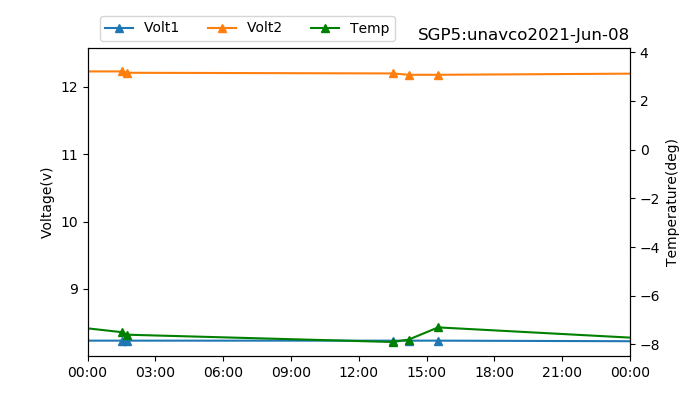 Volt1 Volt2 Temp
SGP5:unavco2021-Jun-08
Voltage(v)
12
11
10
9
Temperature(deg)
4
2
0
−2
−4
−6
−8
00:00 03:00 06:00 09:00 12:00 15:00 18:00 21:00 00:00